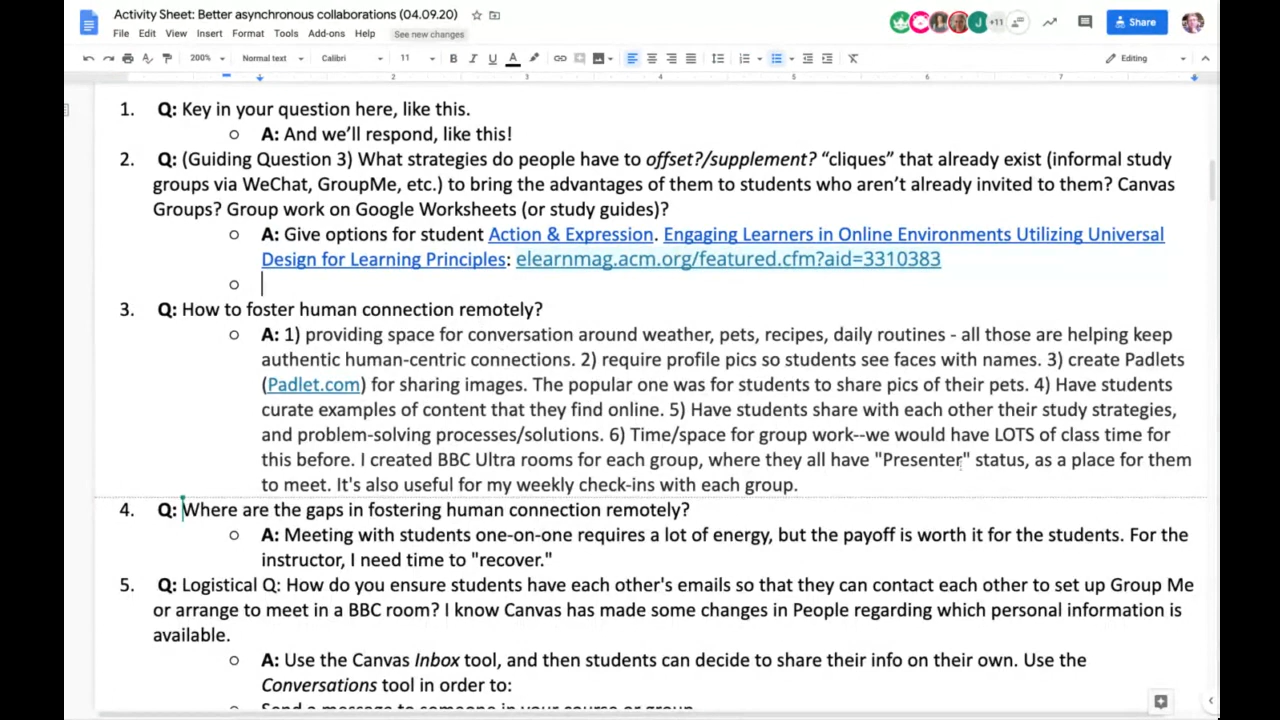 Activity Sheet: Better asynchronous collaborations (04.09.20)
File Edit View Insert Format Tools Add-ons Help See new changes
J +11 Share
200% Normal text Calibri 11 B I U A Editing
2 3 4 5 6 7
1. Q: Key in your question here, like this.
○ A: And we’ll respond, like this!
2. Q: (Guiding Question 3) What strategies do people have to offset?/supplement? “cliques” that already exist (informal study
groups via WeChat, GroupMe, etc.) to bring the advantages of them to students who aren’t already invited to them? Canvas
Groups? Group work on Google Worksheets (or study guides)?
○ A: Give options for student Action & Expression. Engaging Learners in Online Environments Utilizing Universal
Design for Learning Principles: elearnmag.acm.org/featured.cfm?aid=3310383
○
3. Q: How to foster human connection remotely?
○ A: 1) providing space for conversation around weather, pets, recipes, daily routines - all those are helping keep
authentic human-centric connections. 2) require profile pics so students see faces with names. 3) create Padlets
(Padlet.com) for sharing images. The popular one was for students to share pics of their pets. 4) Have students
curate examples of content that they find online. 5) Have students share with each other their study strategies,
and problem-solving processes/solutions. 6) Time/space for group work--we would have LOTS of class time for
this before. I created BBC Ultra rooms for each group, where they all have "Presenter" status, as a place for them
to meet. It's also useful for my weekly check-ins with each group.
4. Q: Where are the gaps in fostering human connection remotely?
○ A: Meeting with students one-on-one requires a lot of energy, but the payoff is worth it for the students. For the
instructor, I need time to "recover."
5. Q: Logistical Q: How do you ensure students have each other's emails so that they can contact each other to set up Group Me
or arrange to meet in a BBC room? I know Canvas has made some changes in People regarding which personal information is
available.
○ A: Use the Canvas Inbox tool, and then students can decide to share their info on their own. Use the
Conversations tool in order to:
○ Send a message to someone in your course or group